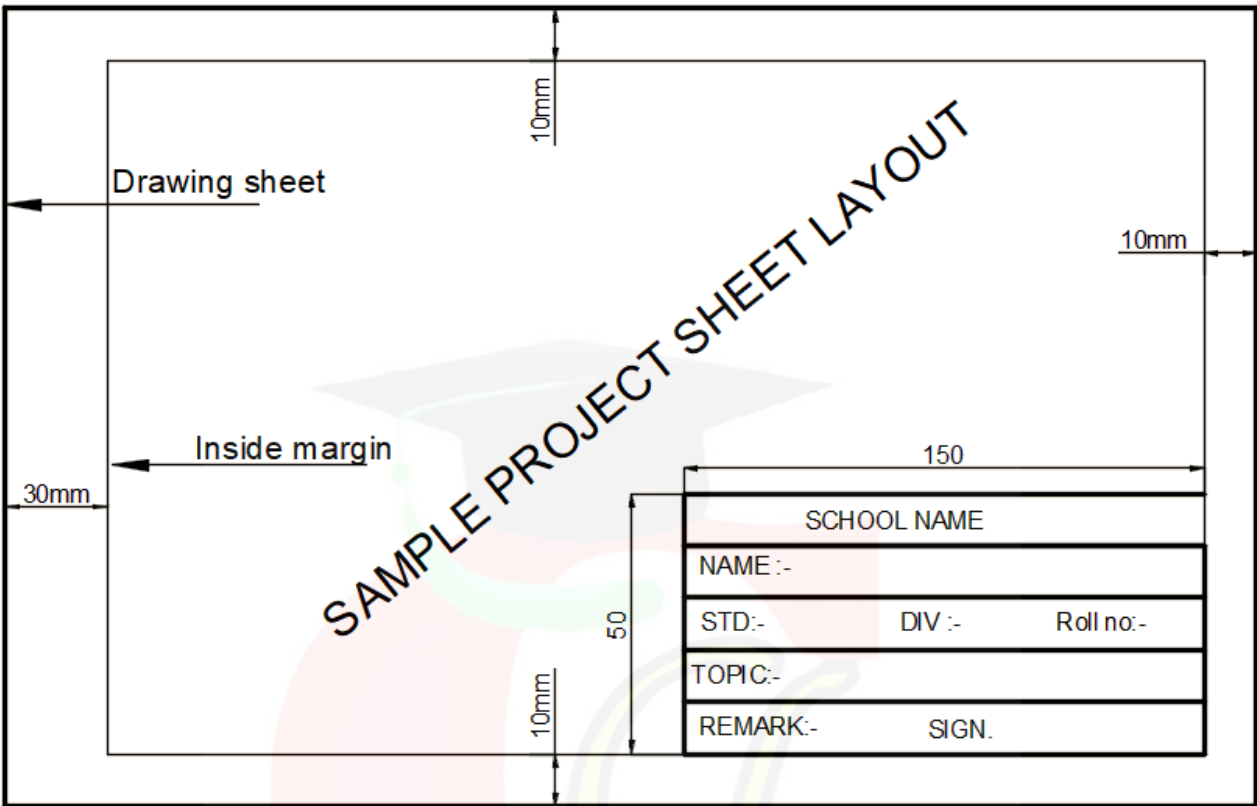 10mm
Drawing sheet
SAMPLE PROJECT SHEET LAYOUT
10mm
Inside margin
30mm
150
50
SCHOOL NAME
NAME :-
STD:- DIV :- Roll no:-
TOPIC:-
REMARK:- SIGN.
10mm